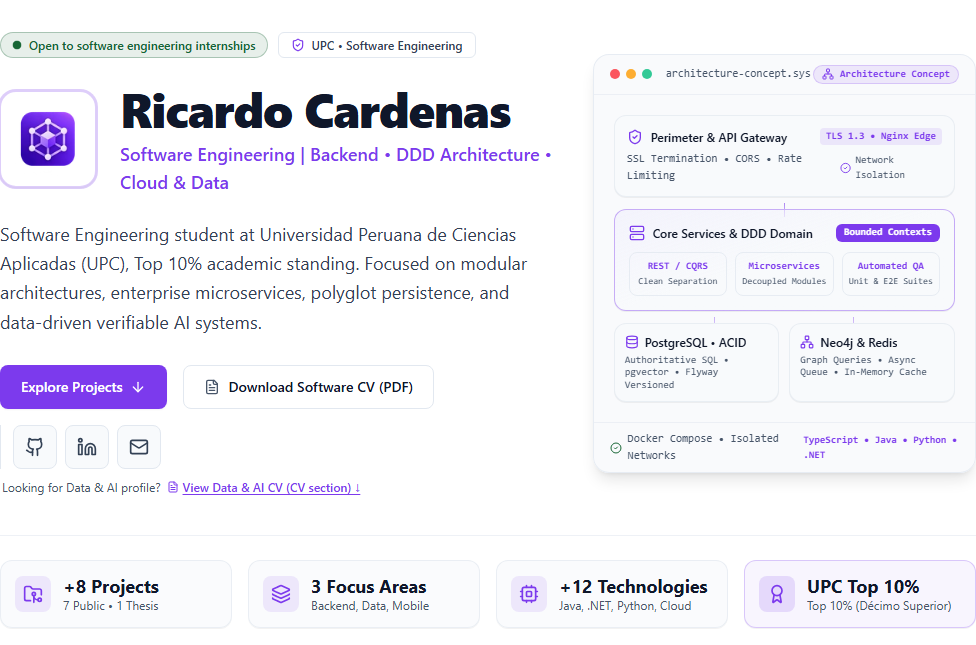 Open to software engineering internships
UPC • Software Engineering
Ricardo Cardenas
Software Engineering | Backend • DDD Architecture •
Cloud & Data
Software Engineering student at Universidad Peruana de Ciencias
Aplicadas (UPC), Top 10% academic standing. Focused on modular
architectures, enterprise microservices, polyglot persistence, and
data-driven verifiable AI systems.
Explore Projects ↓
Download Software CV (PDF)
Looking for Data & AI profile?
View Data & AI CV (CV section) ↓
architecture-concept.sys
Architecture Concept
Perimeter & API Gateway
TLS 1.3 • Nginx Edge
SSL Termination • CORS • Rate
Limiting
Network
Isolation
Core Services & DDD Domain
Bounded Contexts
REST / CQRS
Clean Separation
Microservices
Decoupled Modules
Automated QA
Unit & E2E Suites
PostgreSQL • ACID
Authoritative SQL •
pgvector • Flyway
Versioned
Neo4j & Redis
Graph Queries • Async
Queue • In-Memory Cache
Docker Compose • Isolated
Networks
TypeScript • Java • Python •
.NET
+8 Projects
7 Public • 1 Thesis
3 Focus Areas
Backend, Data, Mobile
+12 Technologies
Java, .NET, Python, Cloud
UPC Top 10%
Top 10% (Décimo Superior)